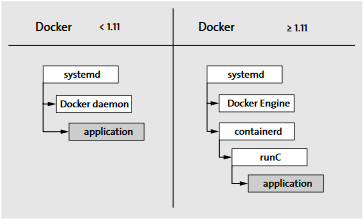 Docker < 1.11
systemd
Docker daemon
application
Docker ≥ 1.11
systemd
Docker Engine
containerd
runC
application